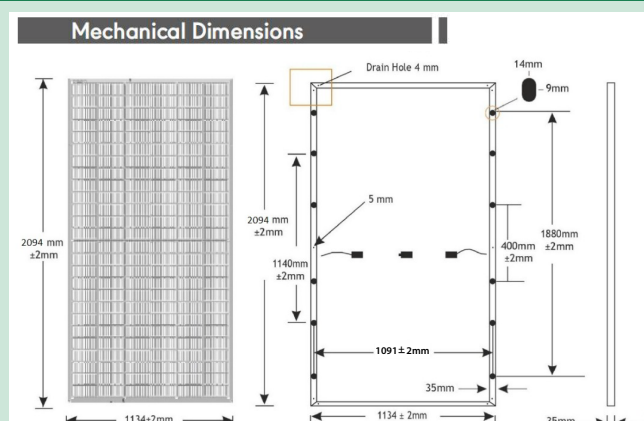 Mechanical Dimensions
Drain Hole 4 mm
14mm
9mm
5 mm
2094 mm
±2mm
2094 mm
±2mm
1140mm
±2mm
400mm
±2mm
1880mm
±2mm
1091±2mm
35mm
1134±2mm
1134 ± 2mm
35mm